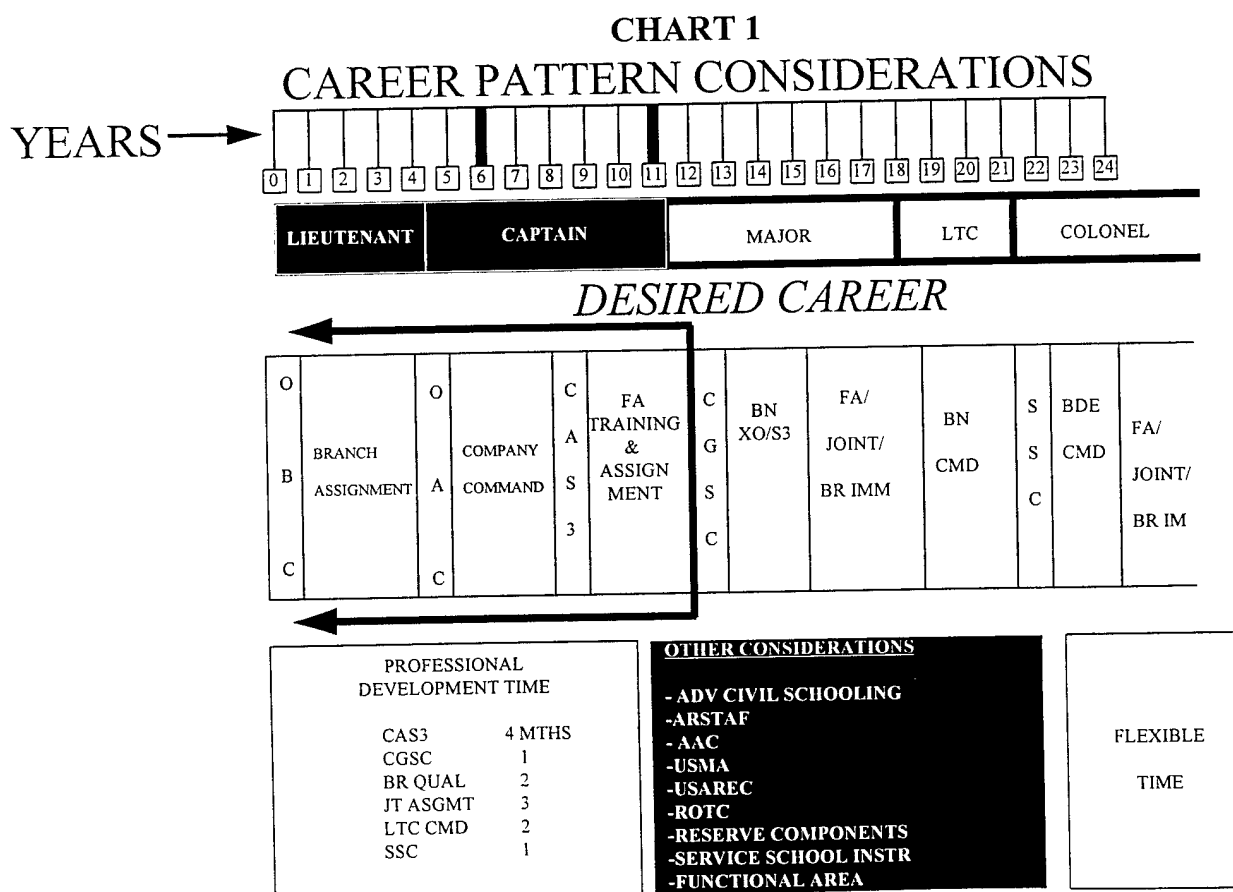 CHART 1
CAREER PATTERN CONSIDERATIONS
YEARS
0 1 2 3 4 5 6 7 8 9 10 11 12 13 14 15 16 17 18 19 20 21 22 23 24
LIEUTENANT CAPTAIN MAJOR LTC COLONEL
DESIRED CAREER
OBC
BRANCH
ASSIGNMENT
OAC
COMPANY
COMMAND
CAS3
FA
TRAINING
&
ASSIGN
MENT
CGSC
BN
XO/S3
FA/
JOINT/
BR IMM
BN
CMD
SSC
BDE
CMD
FA/
JOINT/
BR IM
PROFESSIONAL
DEVELOPMENT TIME
CAS3 4 MTHS
CGSC 1
BR QUAL 2
JT ASGMT 3
LTC CMD 2
SSC 1
OTHER CONSIDERATIONS
- ADV CIVIL SCHOOLING
-ARSTAF
- AAC
-USMA
-USAREC
-ROTC
-RESERVE COMPONENTS
-SERVICE SCHOOL INSTR
-FUNCTIONAL AREA
FLEXIBLE
TIME